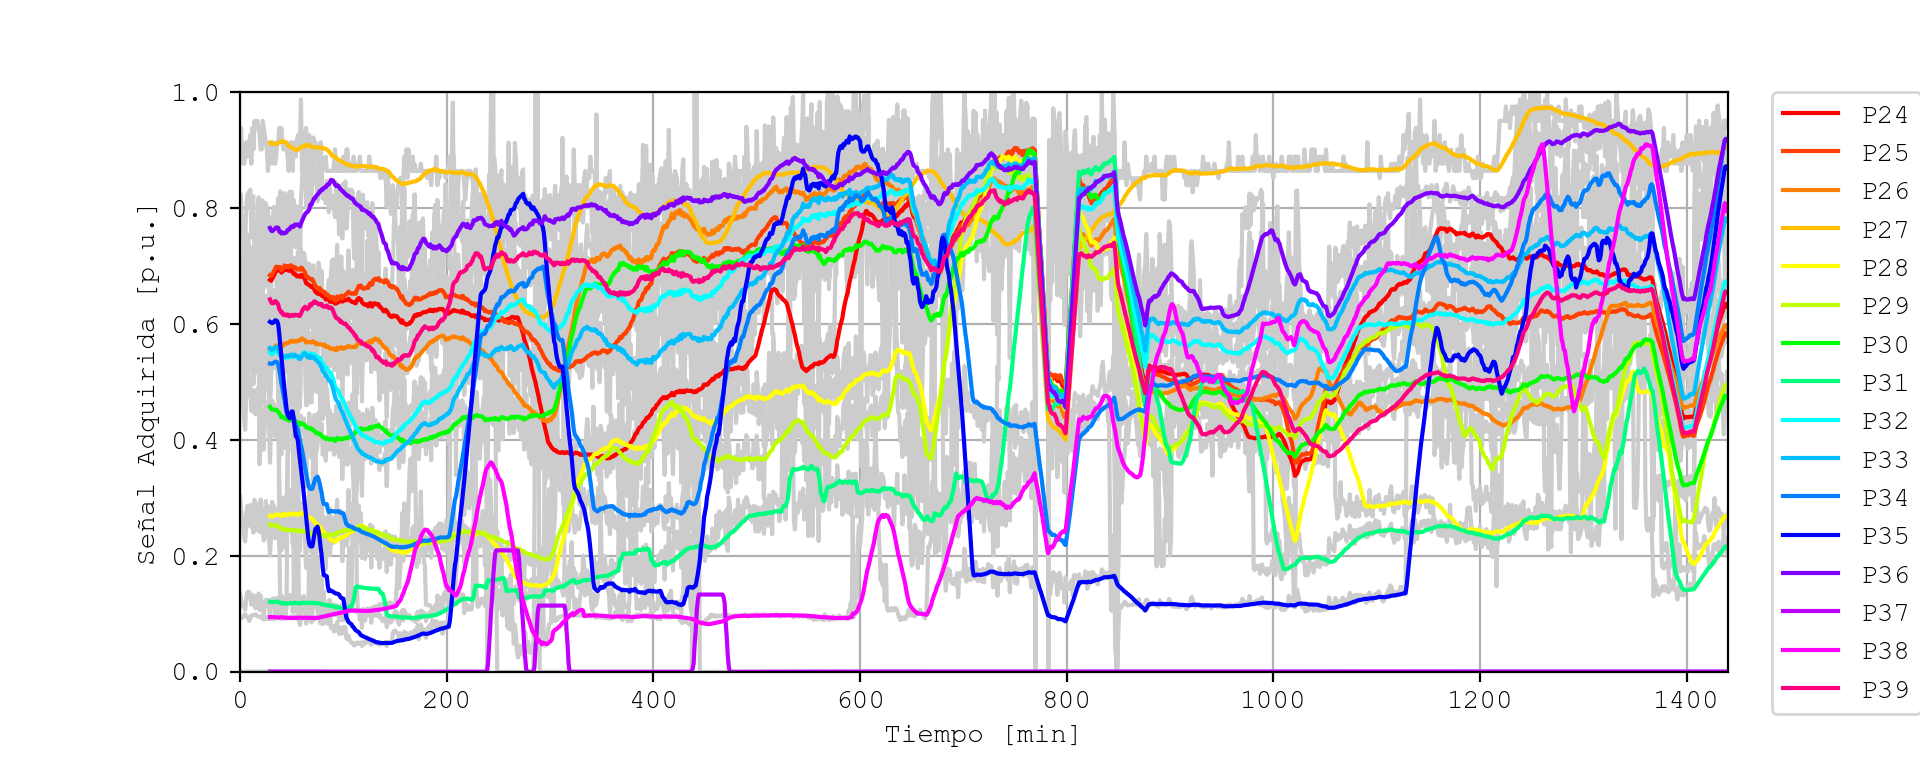 Señal Adquirida [p.u.]
1.0
0.8
0.6
0.4
0.2
0.0
0 200 400 600 800 1000 1200 1400
Tiempo [min]
P24
P25
P26
P27
P28
P29
P30
P31
P32
P33
P34
P35
P36
P37
P38
P39